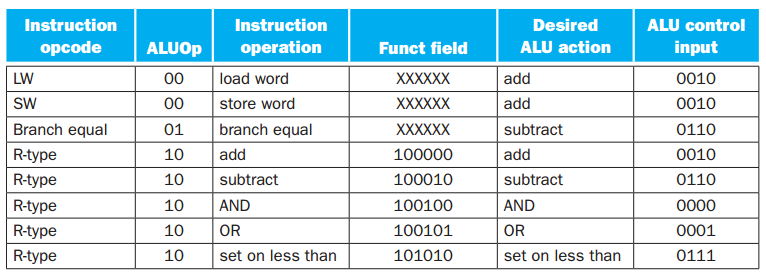 Instruction opcode ALUOp Instruction operation Funct field Desired ALU action ALU control input
LW 00 load word XXXXXX add 0010
SW 00 store word XXXXXX add 0010
Branch equal 01 branch equal XXXXXX subtract 0110
R-type 10 add 100000 add 0010
R-type 10 subtract 100010 subtract 0110
R-type 10 AND 100100 AND 0000
R-type 10 OR 100101 OR 0001
R-type 10 set on less than 101010 set on less than 0111